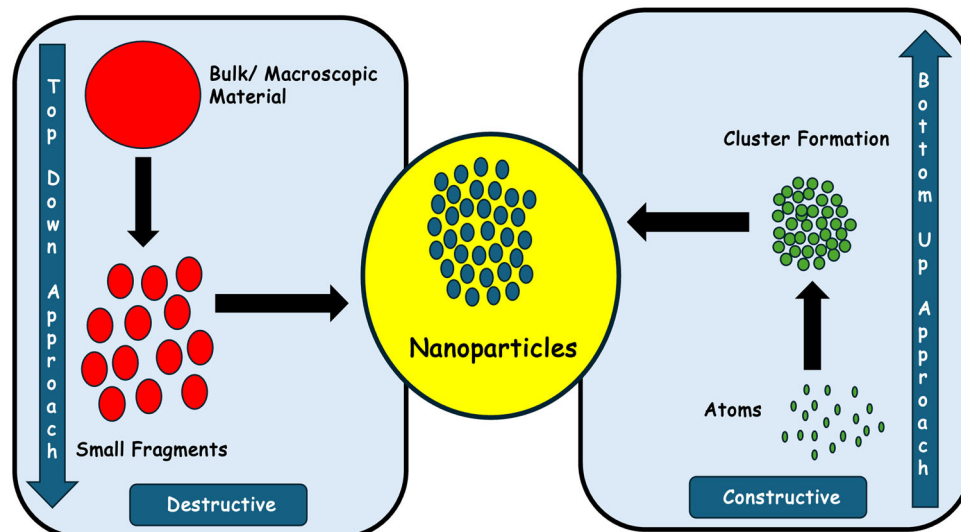 Top Down Approach
Bulk/ Macroscopic
Material
Small Fragments
Destructive
Nanoparticles
Cluster Formation
Atoms
Constructive
Bottom Up Approach